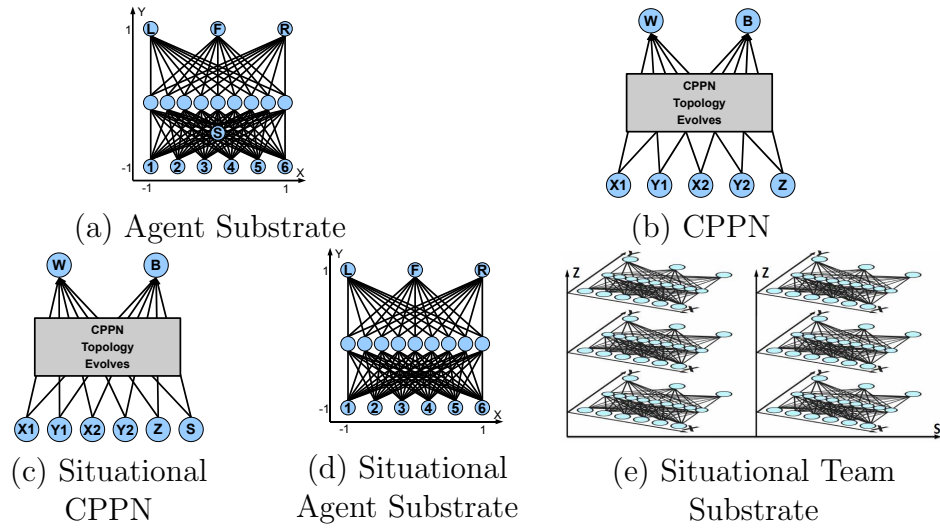 Y
1
L F R
S
1 2 3 4 5 6
-1
X
-1 1
(a) Agent Substrate
W B
CPPN
Topology
Evolves
X1 Y1 X2 Y2 Z
(b) CPPN
W B
CPPN
Topology
Evolves
X1 Y1 X2 Y2 Z S
(c) Situational
CPPN
Y
1
L F R
1 2 3 4 5 6
-1
X
-1 1
(d) Situational
Agent Substrate
Z Z
S
(e) Situational Team
Substrate